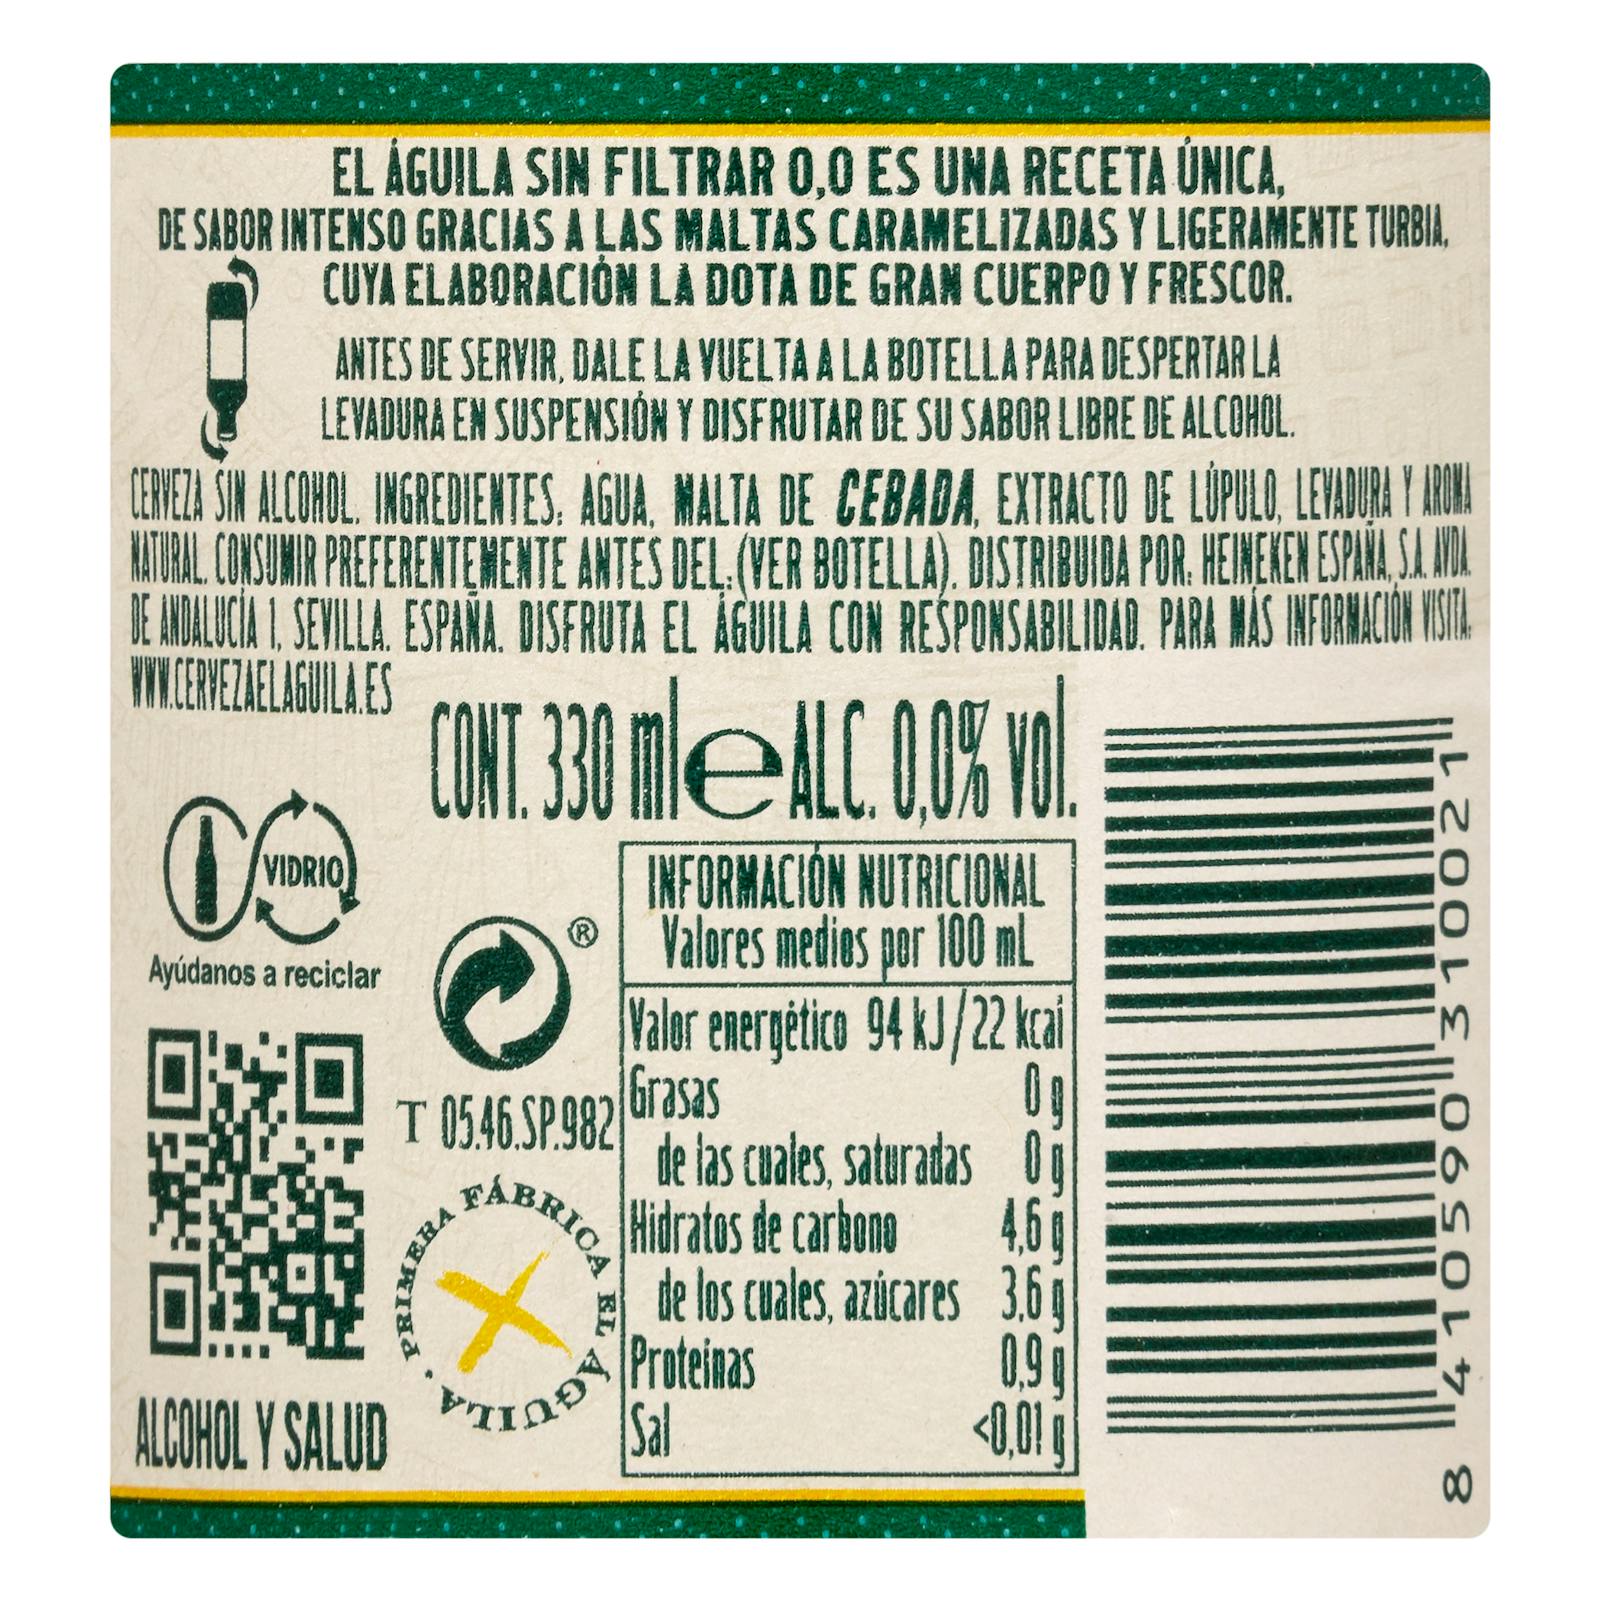 EL ÁGUILA SIN FILTRAR 0,0 ES UNA RECETA ÚNICA,
DE SABOR INTENSO GRACIAS A LAS MALTAS CARAMELIZADAS Y LIGERAMENTE TURBIA,
CUYA ELABORACIÓN LA DOTA DE GRAN CUERPO Y FRESCOR.
ANTES DE SERVIR, DALE LA VUELTA A LA BOTELLA PARA DESPERTAR LA
LEVADURA EN SUSPENSIÓN Y DISFRUTAR DE SU SABOR LIBRE DE ALCOHOL.
CERVEZA SIN ALCOHOL. INGREDIENTES: AGUA, MALTA DE CEBADA, EXTRACTO DE LÚPULO, LEVADURA Y AROMA
NATURAL. CONSUMIR PREFERENTEMENTE ANTES DEL: (VER BOTELLA). DISTRIBUIDA POR: HEINEKEN ESPAÑA, S.A. AVDA.
DE ANDALUCÍA 1, SEVILLA. ESPAÑA. DISFRUTA EL ÁGUILA CON RESPONSABILIDAD. PARA MÁS INFORMACIÓN VISITA:
WWW.CERVEZAELAGUILA.ES
CONT. 330 ml e ALC. 0,0% vol.
VIDRIO
Ayúdanos a reciclar
®
T 05.46.SP.982
PRIMERA FÁBRICA EL ÁGUILA
ALCOHOL Y SALUD
INFORMACIÓN NUTRICIONAL
Valores medios por 100 mL
Valor energético 94 kJ/22 kcal
Grasas 0 g
de las cuales, saturadas 0 g
Hidratos de carbono 4,6 g
de los cuales, azúcares 3,6 g
Proteínas 0,9 g
Sal <0,01 g
8 410590 310021